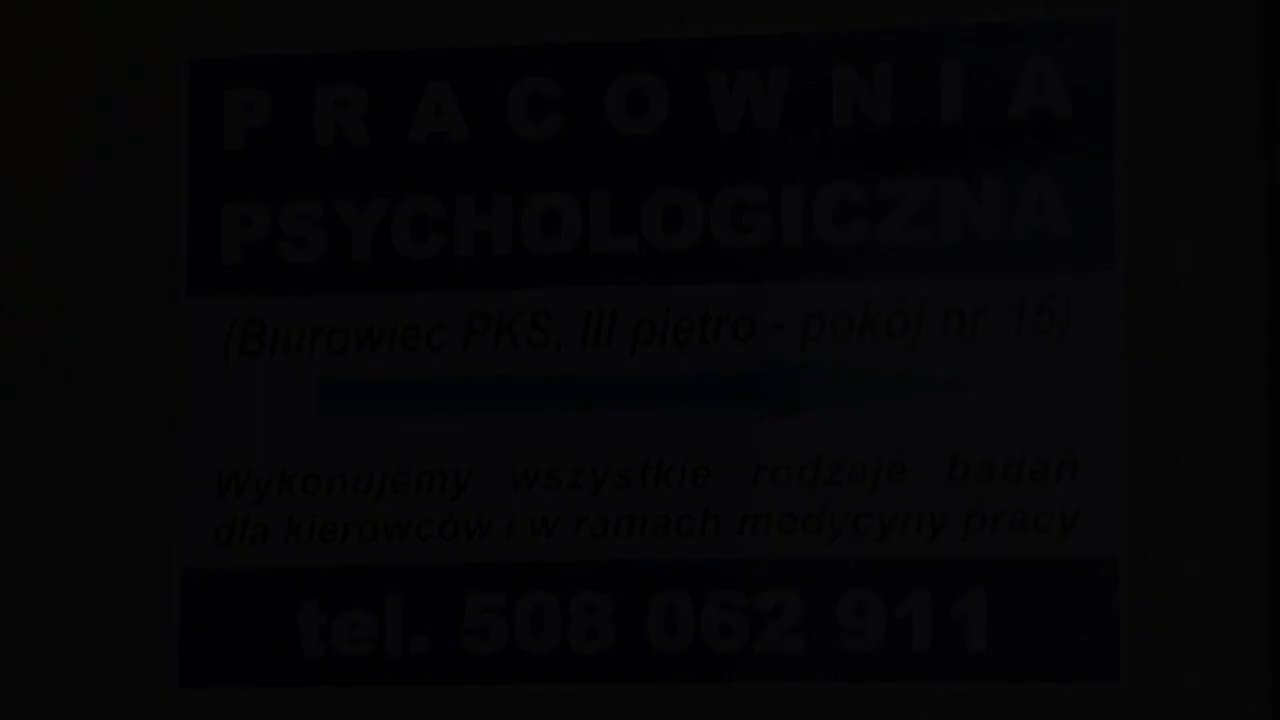 PRACOWNIA
PSYCHOLOGICZNA
(Biurowiec PKS, III piętro - pokój nr 15)
Wykonujemy wszystkie rodzaje badań
dla kierowców i w ramach medycyny pracy
tel. 508 062 911